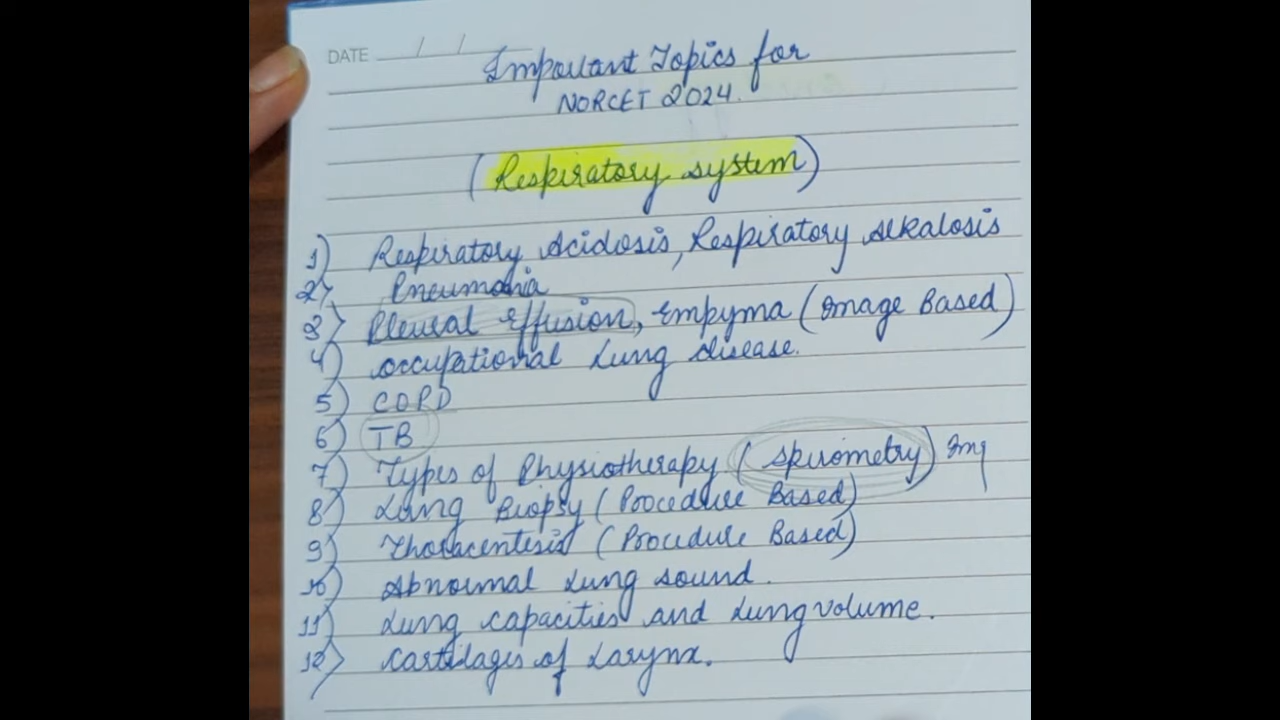 DATE / /
Important Topics for
NORCET 2024.
(Respiratory system)
1) Respiratory Acidosis, Respiratory Alkalosis
2) Pneumonia
3) Pleural Effusion, Empyma (Image Based)
4) occupational Lung disease.
5) COPD
6) TB
7) Types of Physiotherapy (spirometry) Imq
8) Lung Biopsy (Procedure Based)
9) Thoracentesis (Procedure Based)
10) Abnormal Lung sound.
11) Lung capacities and Lung volume.
12) Cartilages of Larynx.